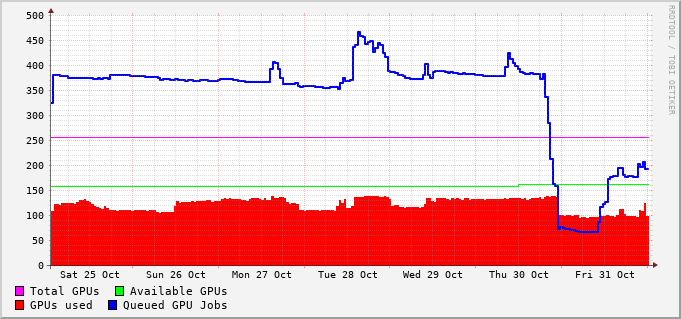 RRDTOOL / TOBI OETIKER
500
450
400
350
300
250
200
150
100
50
0
Sat 25 Oct Sun 26 Oct Mon 27 Oct Tue 28 Oct Wed 29 Oct Thu 30 Oct Fri 31 Oct
Total GPUs Available GPUs
GPUs used Queued GPU Jobs